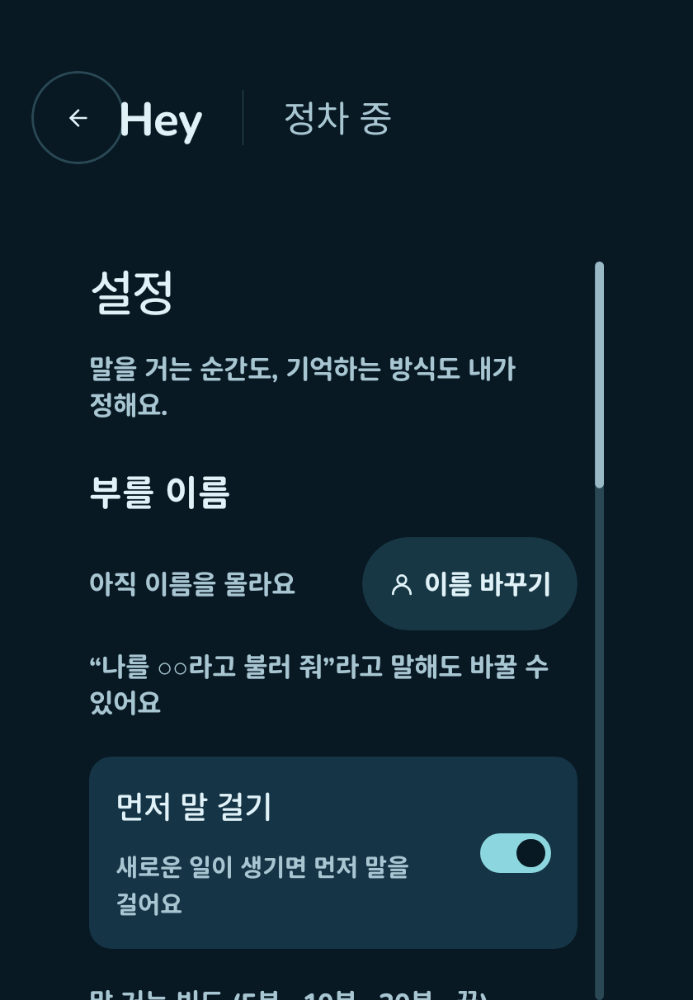 Hey
정차 중
설정
말을 거는 순간도, 기억하는 방식도 내가
정해요.
부를 이름
아직 이름을 몰라요
이름 바꾸기
“나를 ○○라고 불러 줘”라고 말해도 바꿀 수
있어요
먼저 말 걸기
새로운 일이 생기면 먼저 말을
걸어요